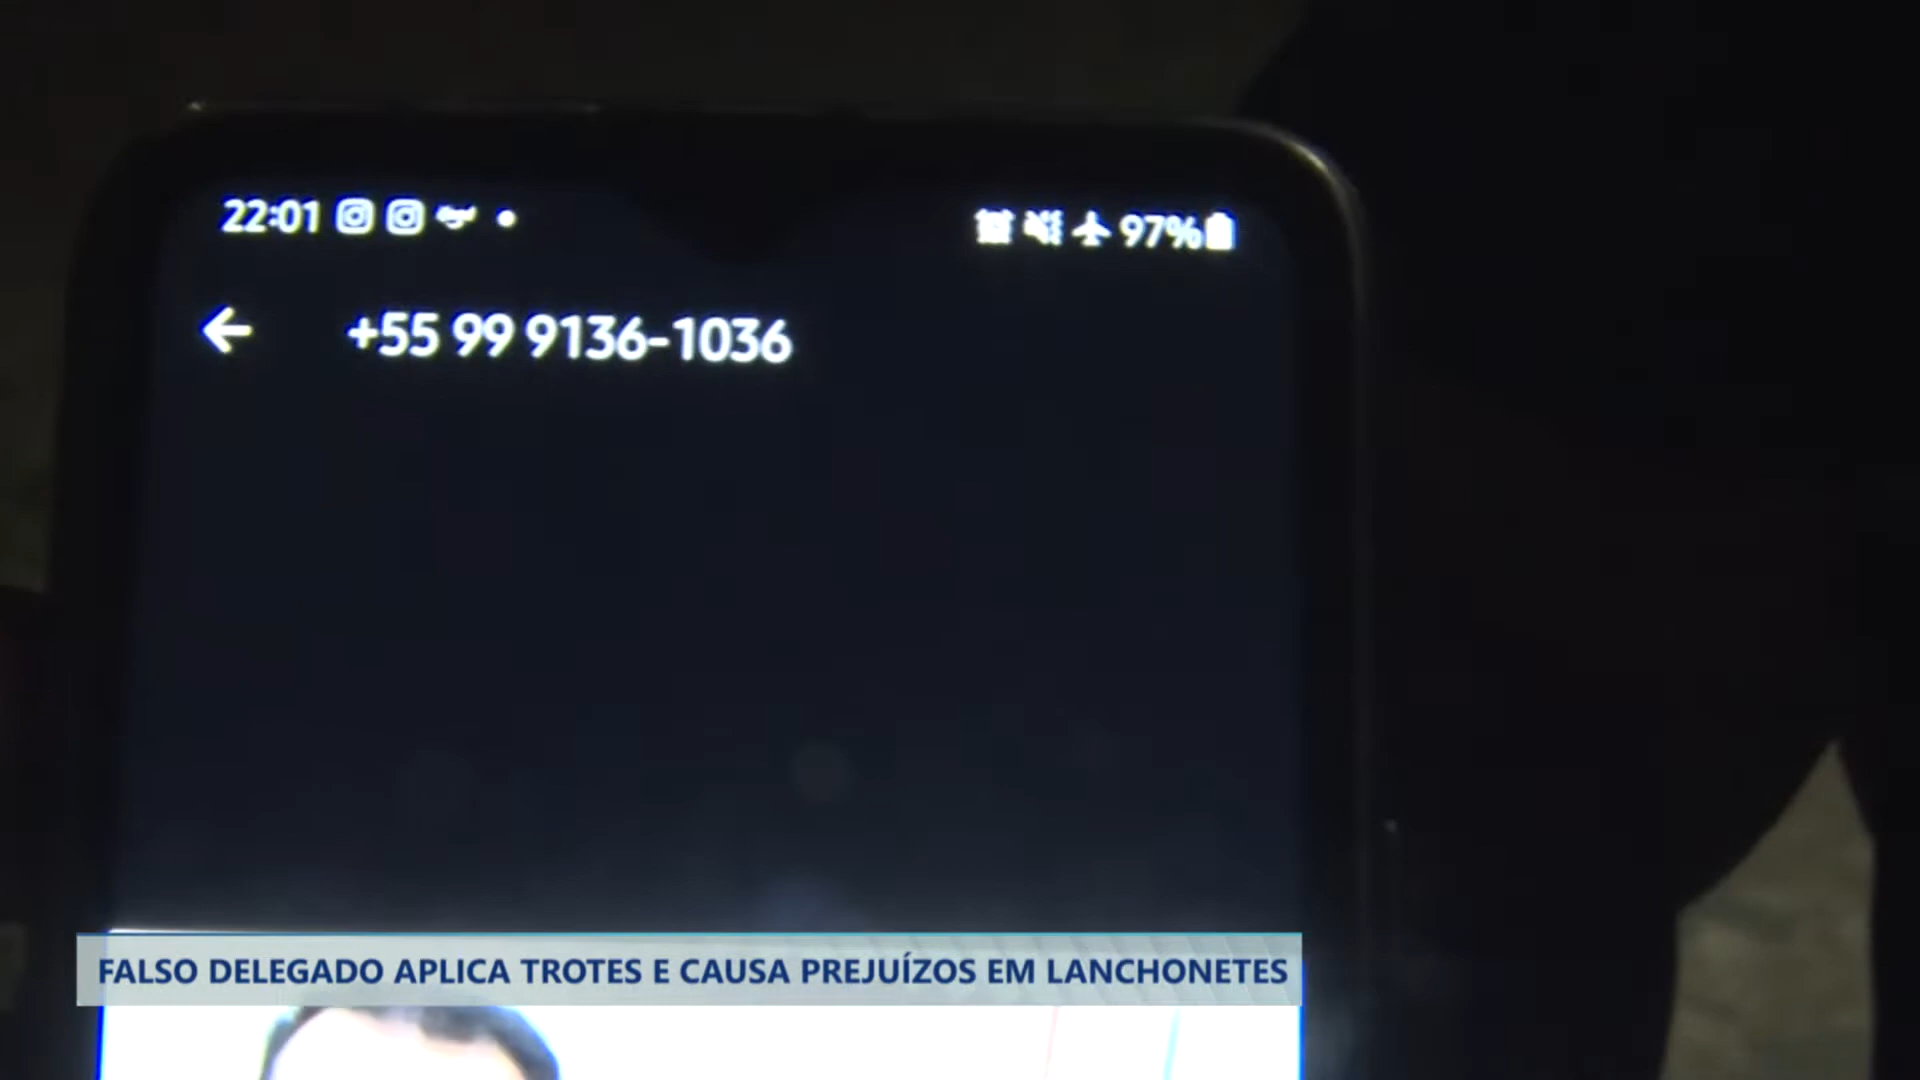 22:01 97%
+55 99 9136-1036
FALSO DELEGADO APLICA TROTES E CAUSA PREJUÍZOS EM LANCHONETES